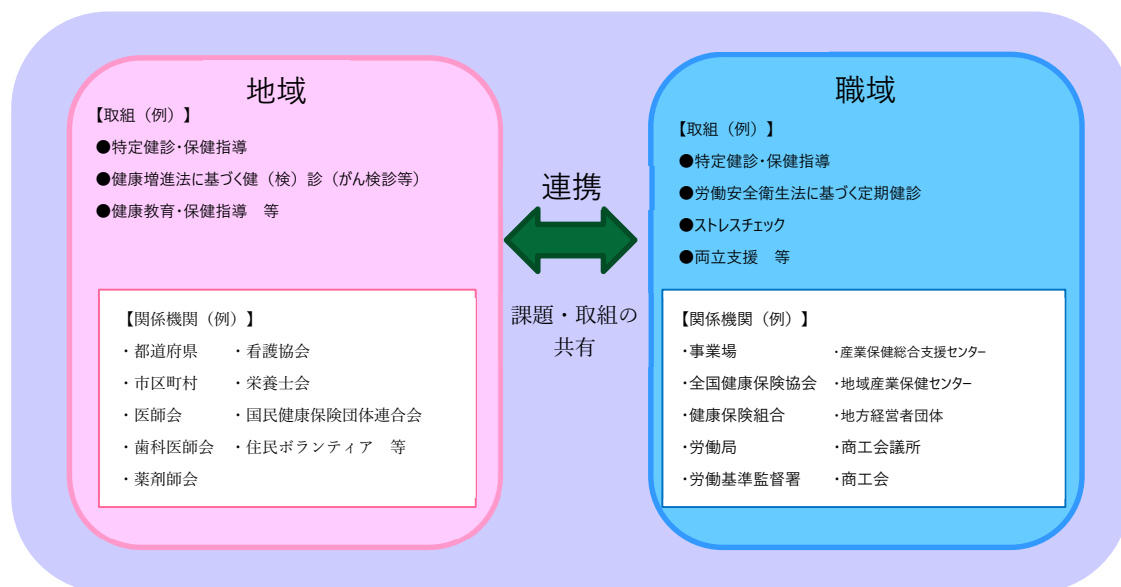 地域
【取組（例）】
●特定健診・保健指導
●健康増進法に基づく健（検）診（がん検診等）
●健康教育・保健指導　等
【関係機関（例）】
・都道府県　・看護協会
・市区町村　・栄養士会
・医師会　・国民健康保険団体連合会
・歯科医師会　・住民ボランティア　等
・薬剤師会
連携
課題・取組の
共有
職域
【取組（例）】
●特定健診・保健指導
●労働安全衛生法に基づく定期健診
●ストレスチェック
●両立支援　等
【関係機関（例）】
・事業場　・産業保健総合支援センター
・全国健康保険協会　・地域産業保健センター
・健康保険組合　・地方経営者団体
・労働局　・商工会議所
・労働基準監督署　・商工会